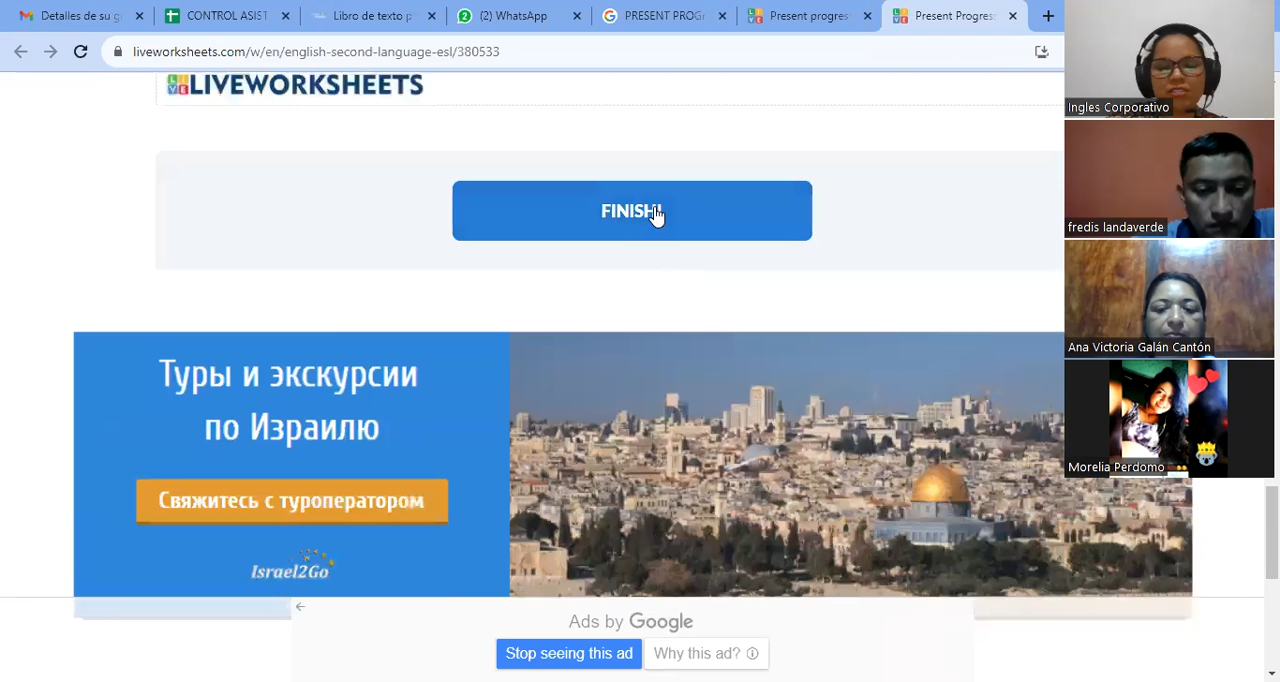 Detalles de su g
CONTROL ASIST
Libro de texto p
(2) WhatsApp
PRESENT PROG
Present progres
Present Progres
liveworksheets.com/w/en/english-second-language-esl/380533
LIVEWORKSHEETS
FINISH!
Туры и экскурсии
по Израилю
Свяжитесь с туроператором
Israel2Go
Ads by Google
Stop seeing this ad
Why this ad?
Ingles Corporativo
fredis landaverde
Ana Victoria Galán Cantón
Morelia Perdomo